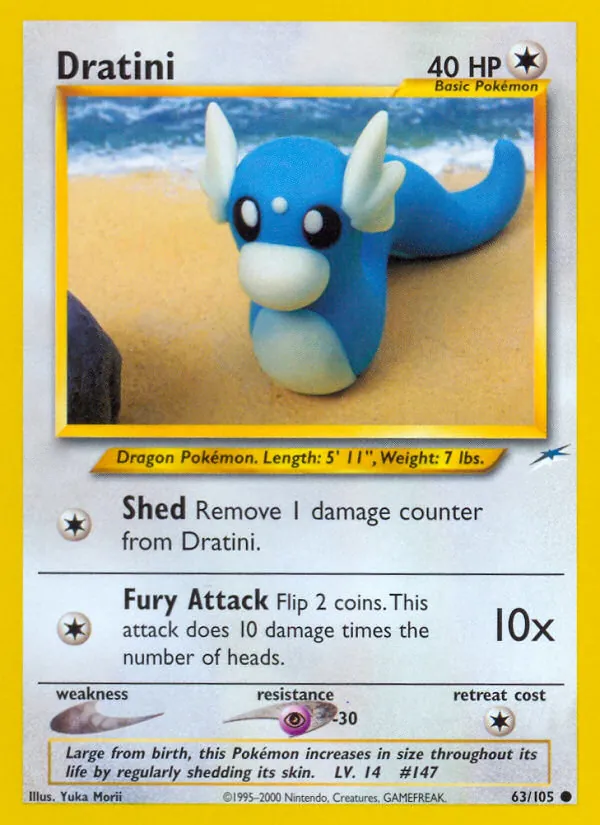 Dratini
40 HP
Basic Pokémon
Dragon Pokémon. Length: 5' 11", Weight: 7 lbs.
Shed Remove 1 damage counter
from Dratini.
Fury Attack Flip 2 coins. This
attack does 10 damage times the
number of heads.
10x
weakness
resistance
retreat cost
-30
Large from birth, this Pokémon increases in size throughout its
life by regularly shedding its skin. LV. 14 #147
Illus. Yuka Morii
©1995-2000 Nintendo, Creatures, GAMEFREAK.
63/105